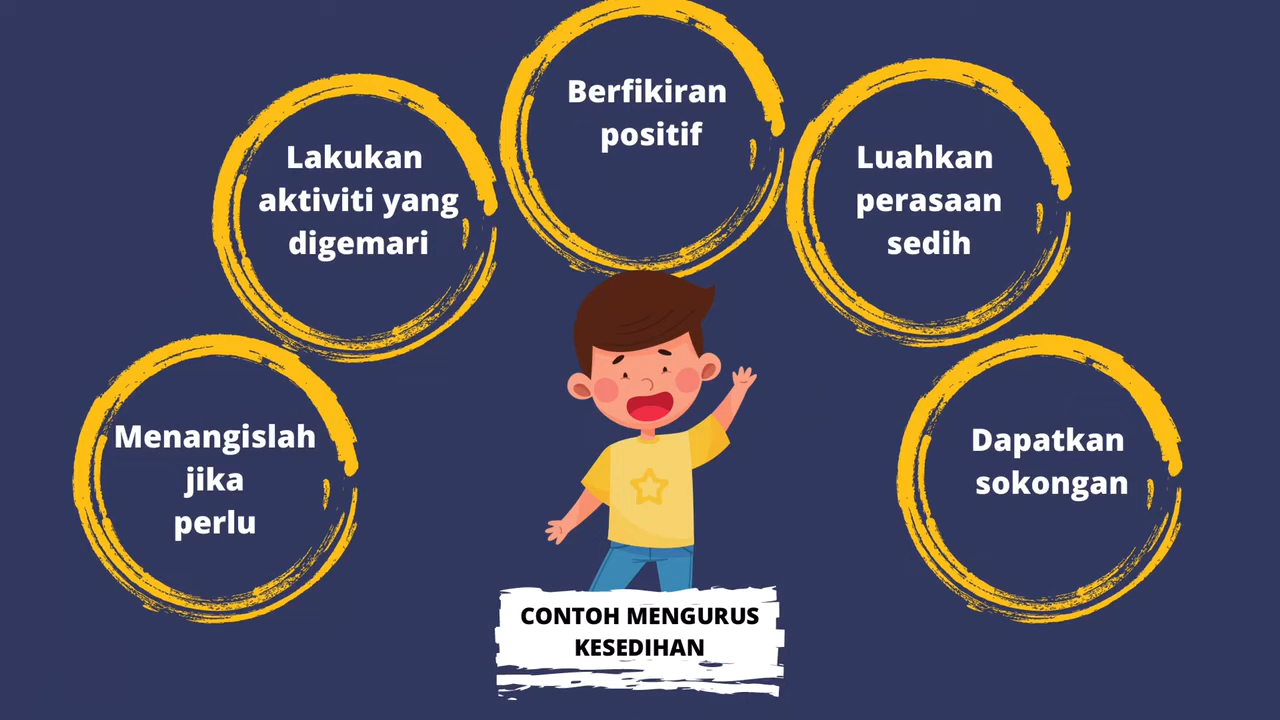 Berfikiran
positif
Lakukan
aktiviti yang
digemari
Luahkan
perasaan
sedih
Menangislah
jika
perlu
Dapatkan
sokongan
CONTOH MENGURUS
KESEDIHAN